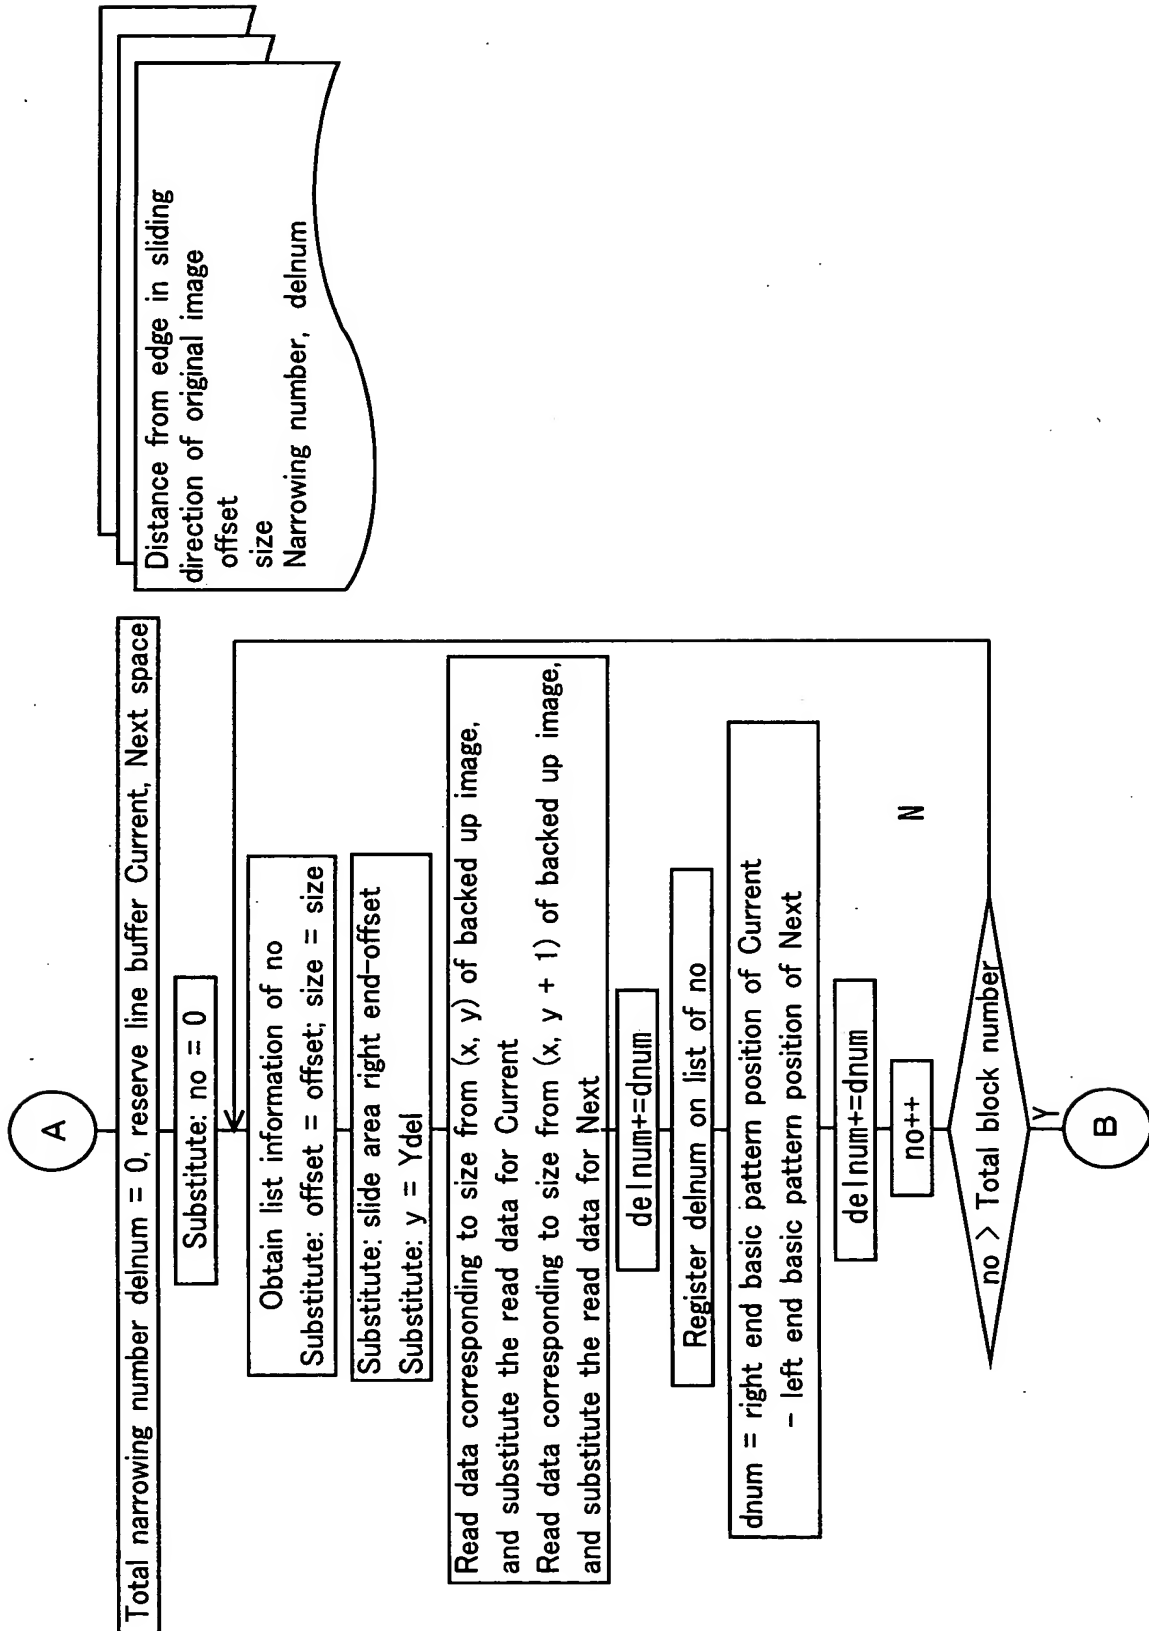 A
Total narrowing number delnum = 0, reserve line buffer Current, Next space
Substitute: no = 0
Obtain list information of no
Substitute: offset = offset; size = size
Substitute: slide area right end-offset
Substitute: y = Ydel
Read data corresponding to size from (x, y) of backed up image,
and substitute the read data for Current
Read data corresponding to size from (x, y + 1) of backed up image,
and substitute the read data for Next
delnum+=dnum
Register delnum on list of no
dnum = right end basic pattern position of Current
- left end basic pattern position of Next
delnum+=dnum
no++
no > Total block number
N
Y
B
Distance from edge in sliding
direction of original image
offset
size
Narrowing number, delnum